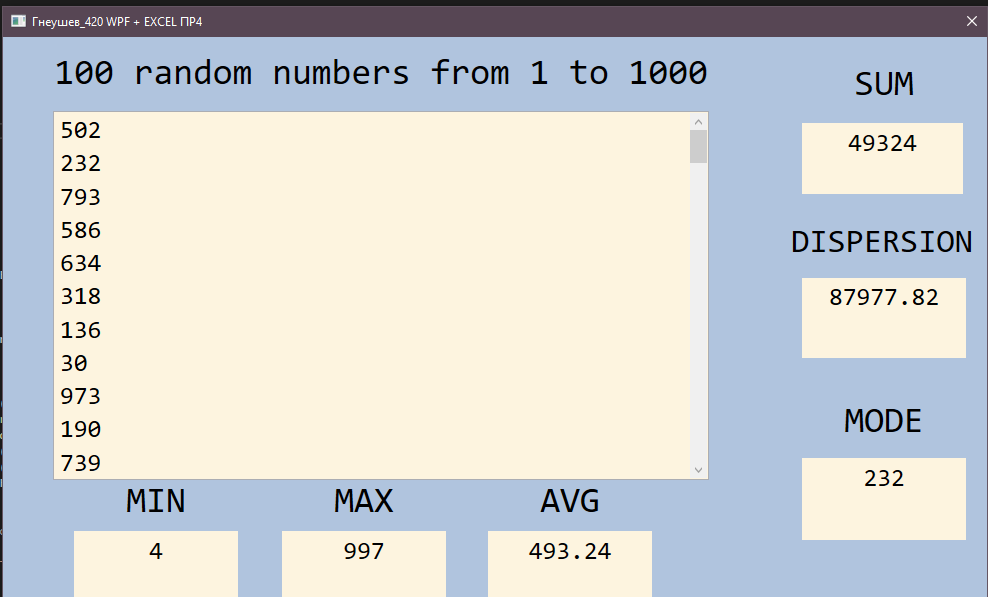 Гнеушев_420 WPF + EXCEL ПР4
100 random numbers from 1 to 1000
502
232
793
586
634
318
136
30
973
190
739
MIN
4
MAX
997
AVG
493.24
SUM
49324
DISPERSION
87977.82
MODE
232